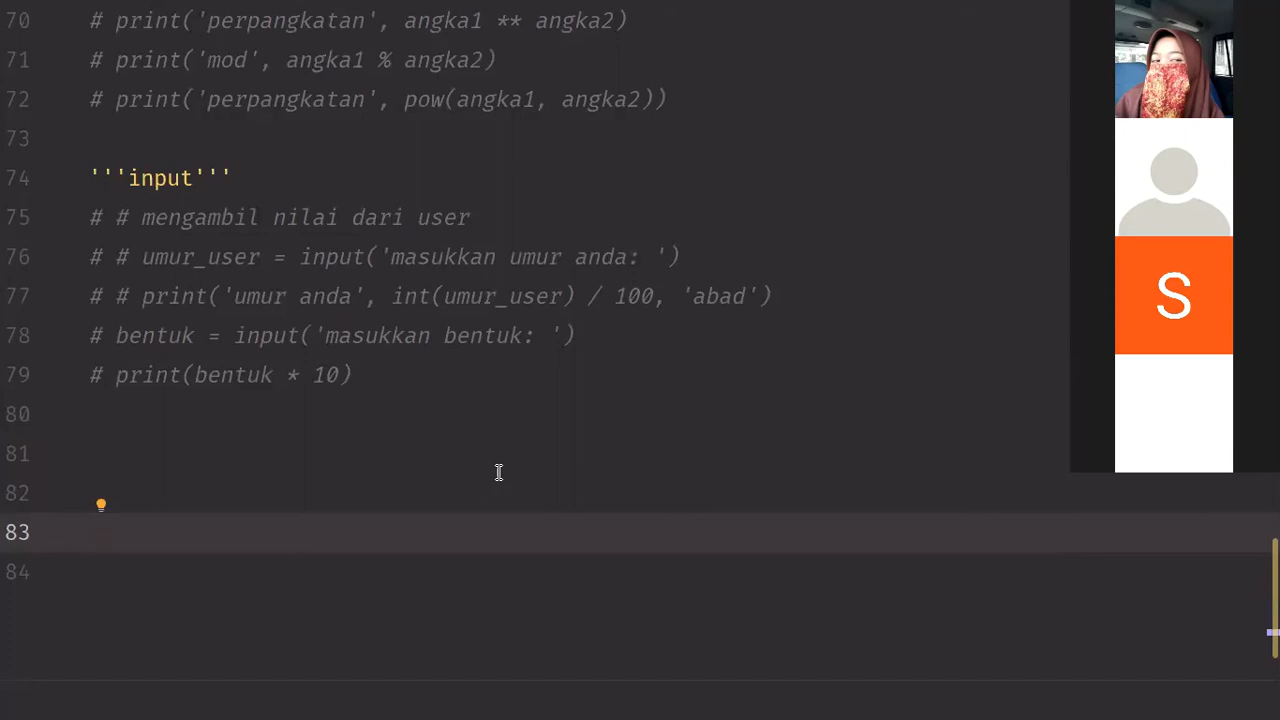 70 # print('perpangkatan', angka1 ** angka2)
71 # print('mod', angka1 % angka2)
72 # print('perpangkatan', pow(angka1, angka2))
73
74 '''input'''
75 # # mengambil nilai dari user
76 # # umur_user = input('masukkan umur anda: ')
77 # # print('umur anda', int(umur_user) / 100, 'abad')
78 # bentuk = input('masukkan bentuk: ')
79 # print(bentuk * 10)
80
81
82
83
84
S